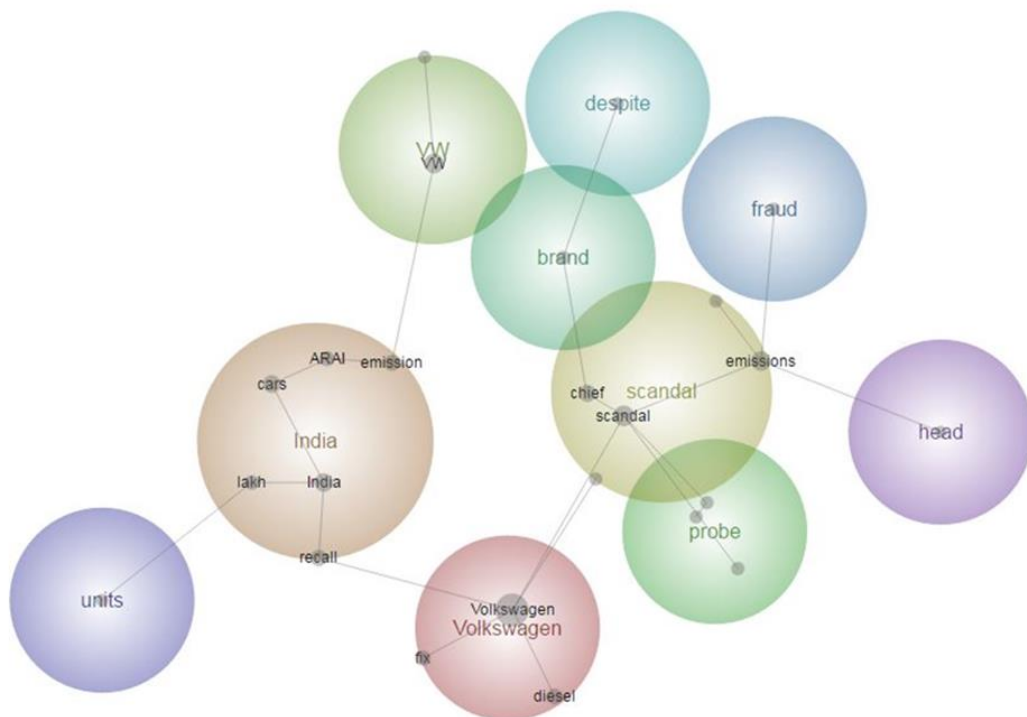 despite
VW
VW
fraud
brand
ARAI
emission
emissions
cars
chief
scandal
scandal
head
India
lakh
India
probe
recall
units
Volkswagen
Volkswagen
fix
diesel